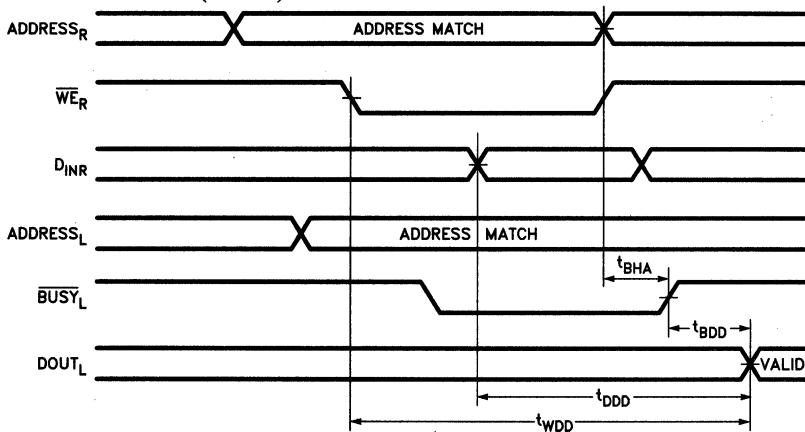 ADDRESS_R ADDRESS MATCH
WE_R
D_INR
ADDRESS_L ADDRESS MATCH
t_BHA
BUSY_L
t_BDD
DOUT_L VALID
t_DDD
t_WDD